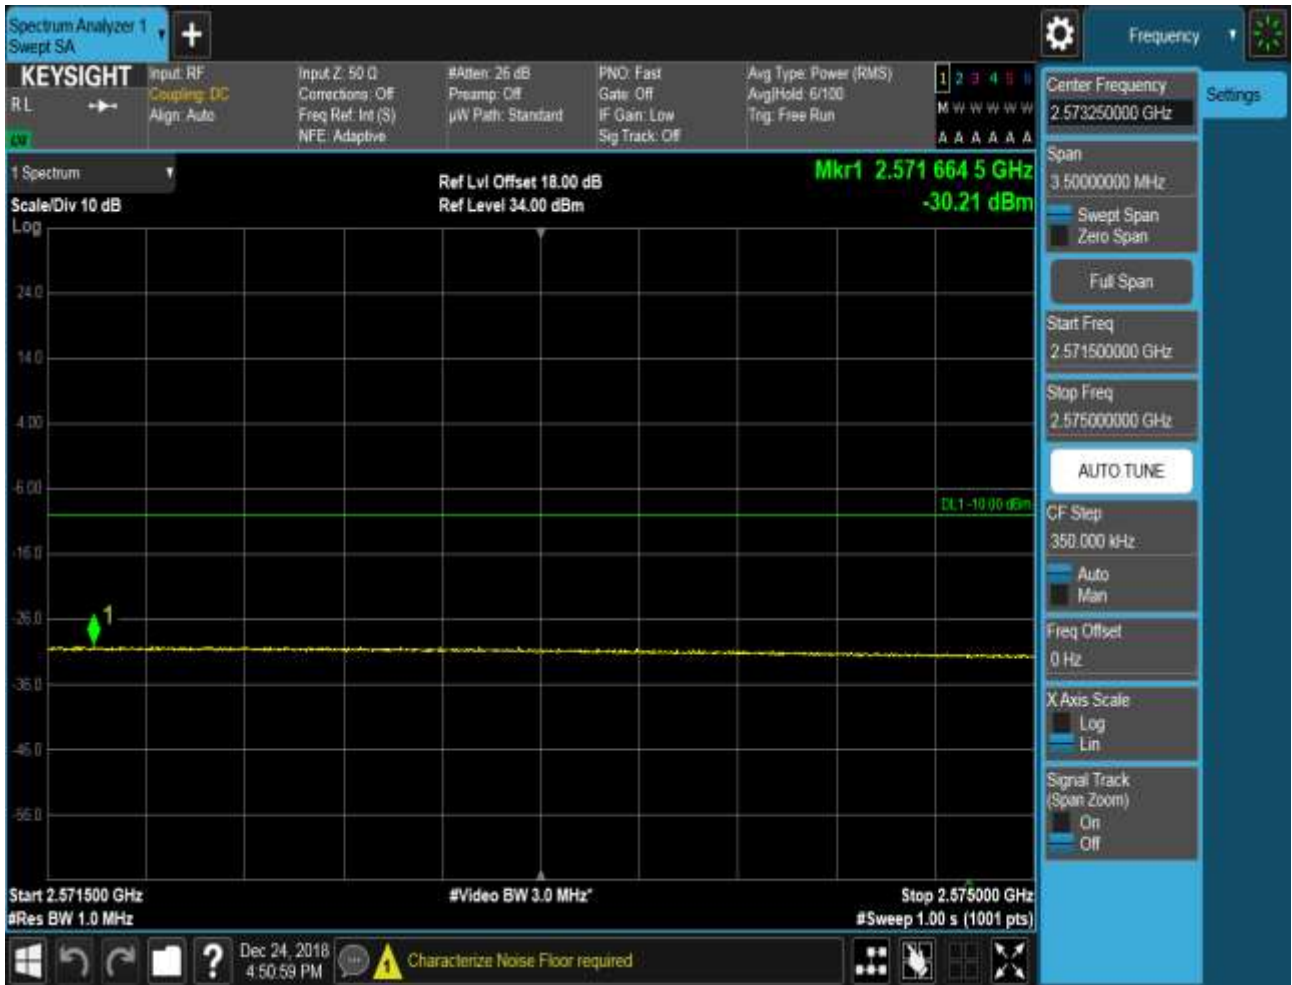 Spectrum Analyzer 1
Swept SA
Frequency
KEYSIGHT
RL
LXI
Input: RF
Coupling: DC
Align: Auto
Input Z: 50 Ω
Corrections: Off
Freq Ref: Int (S)
NFE: Adaptive
#Atten: 26 dB
Preamp: Off
µW Path: Standard
PNO: Fast
Gate: Off
IF Gain: Low
Sig Track: Off
Avg Type: Power (RMS)
Avg|Hold: 6/100
Trig: Free Run
1 2 3 4 5 6
M W W W W W
A A A A A A
1 Spectrum
Scale/Div 10 dB
Log
Ref Lvl Offset 18.00 dB
Ref Level 34.00 dBm
Mkr1 2.571 664 5 GHz
-30.21 dBm
24.0
14.0
4.00
-6.00
DL1 -10.00 dBm
-16.0
-26.0
1
-36.0
-46.0
-56.0
Start 2.571500 GHz
#Video BW 3.0 MHz*
Stop 2.575000 GHz
#Res BW 1.0 MHz
#Sweep 1.00 s (1001 pts)
Center Frequency
2.573250000 GHz
Settings
Span
3.50000000 MHz
Swept Span
Zero Span
Full Span
Start Freq
2.571500000 GHz
Stop Freq
2.575000000 GHz
AUTO TUNE
CF Step
350.000 kHz
Auto
Man
Freq Offset
0 Hz
X Axis Scale
Log
Lin
Signal Track
(Span Zoom)
On
Off
?
Dec 24, 2018
4:50:59 PM
1
Characterize Noise Floor required